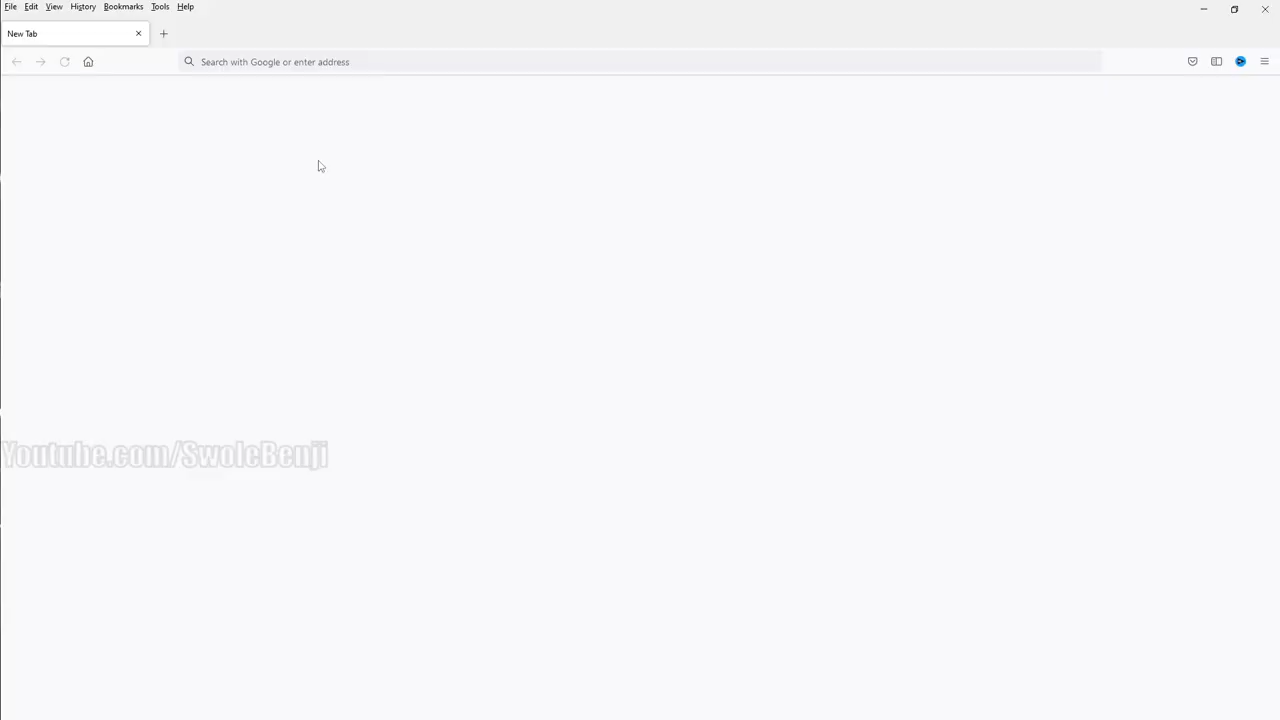 File Edit View History Bookmarks Tools Help
New Tab
Search with Google or enter address
Youtube.com/SwoleBenji